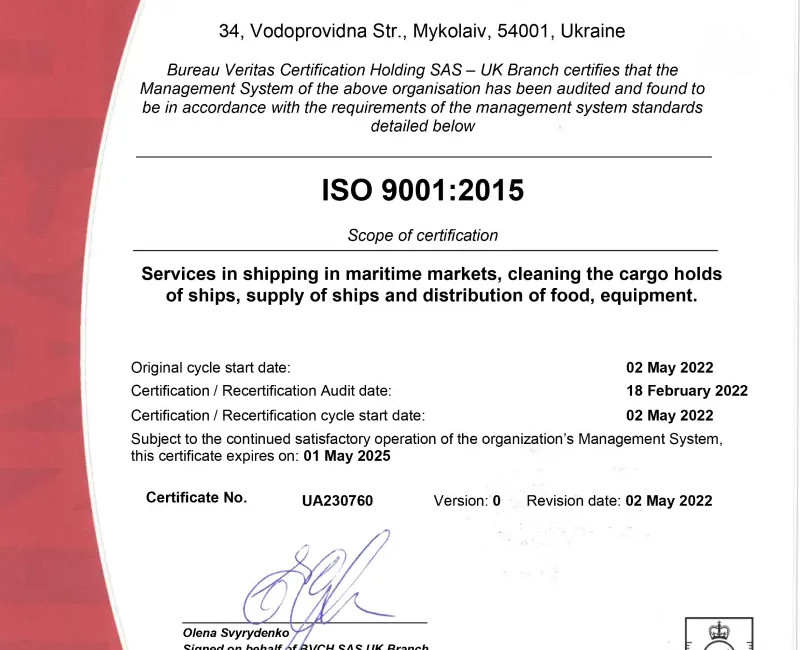 34, Vodoprovidna Str., Mykolaiv, 54001, Ukraine
Bureau Veritas Certification Holding SAS – UK Branch certifies that the
Management System of the above organisation has been audited and found to
be in accordance with the requirements of the management system standards
detailed below
ISO 9001:2015
Scope of certification
Services in shipping in maritime markets, cleaning the cargo holds
of ships, supply of ships and distribution of food, equipment.
Original cycle start date: 02 May 2022
Certification / Recertification Audit date: 18 February 2022
Certification / Recertification cycle start date: 02 May 2022
Subject to the continued satisfactory operation of the organization's Management System,
this certificate expires on: 01 May 2025
Certificate No. UA230760 Version: 0 Revision date: 02 May 2022
Olena Svyrydenko
Signed on behalf of BVCH SAS UK Branch